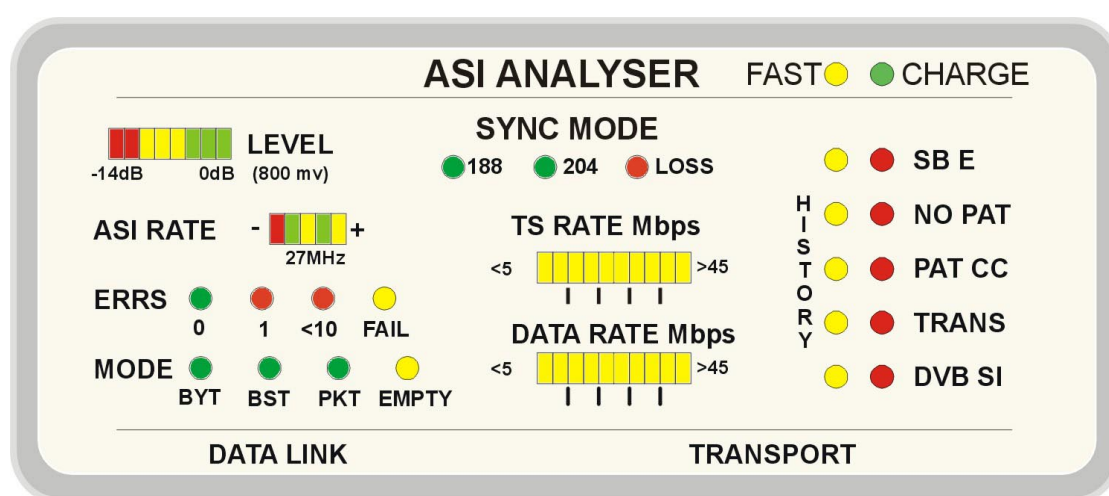 ASI ANALYSER
FAST CHARGE
LEVEL
-14dB 0dB (800 mv)
ASI RATE - +
27MHz
ERRS
0 1 <10 FAIL
MODE
BYT BST PKT EMPTY
DATA LINK
SYNC MODE
188 204 LOSS
TS RATE Mbps
<5 >45
DATA RATE Mbps
<5 >45
HISTORY
SB E
NO PAT
PAT CC
TRANS
DVB SI
TRANSPORT